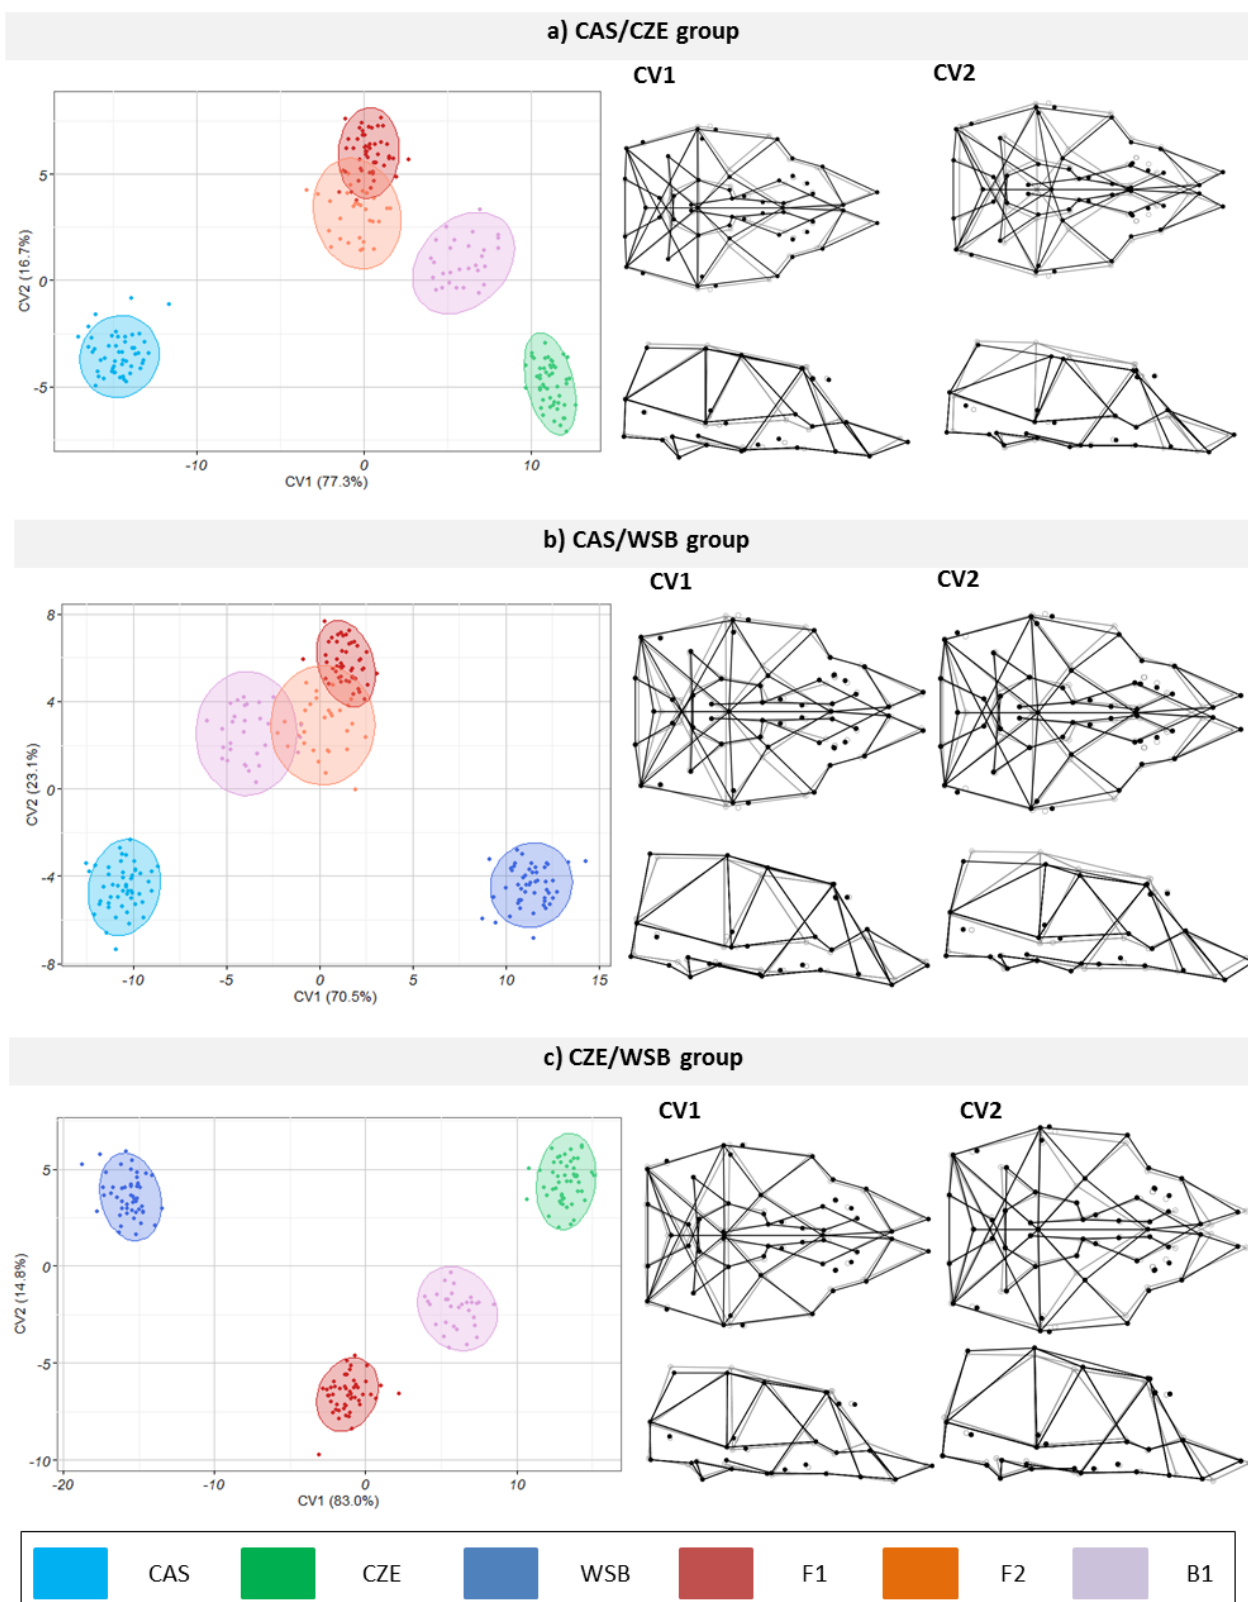 a) CAS/CZE group
CV1 CV2
5
0
-5
CV2 (16.7%)
-10 0 10
CV1 (77.3%)
b) CAS/WSB group
CV1 CV2
8
4
0
-4
-8
CV2 (23.1%)
-10 -5 0 5 10 15
CV1 (70.5%)
c) CZE/WSB group
CV1 CV2
5
0
-5
-10
CV2 (14.8%)
-20 -10 0 10
CV1 (83.0%)
CAS CZE WSB F1 F2 B1